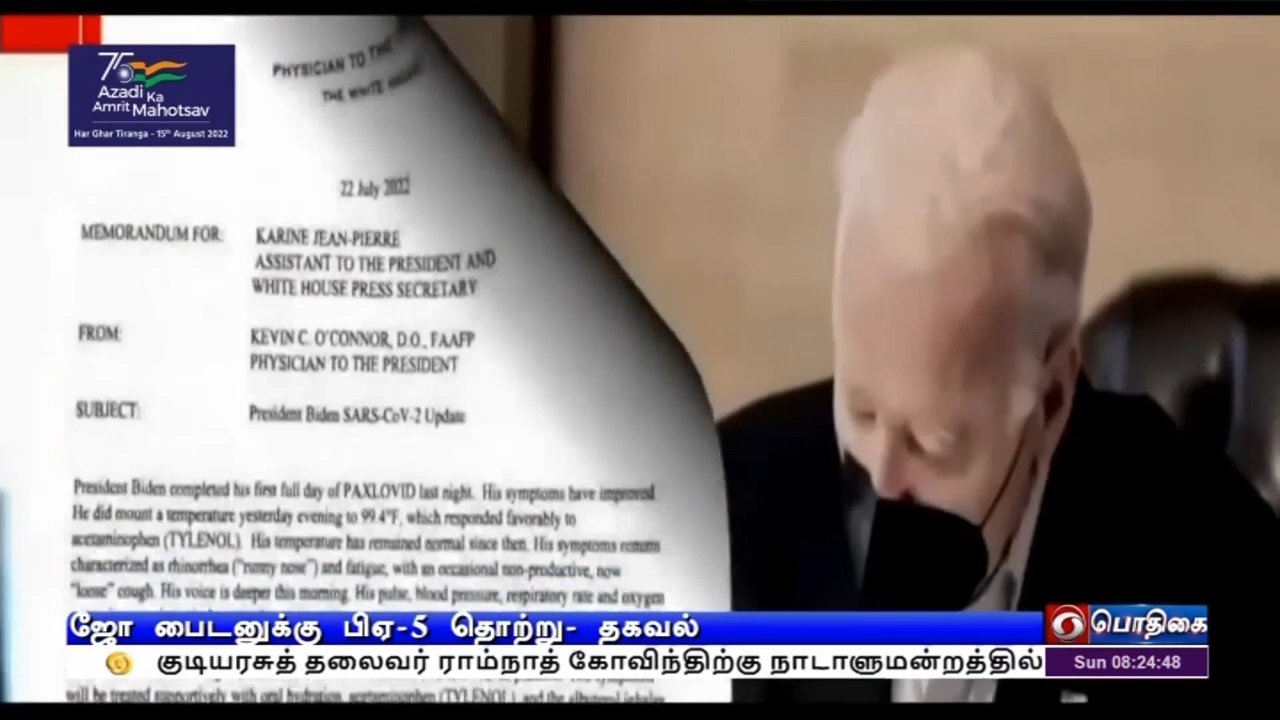 75
Azadi Ka
Amrit Mahotsav
Har Ghar Tiranga - 15th August 2022
PHYSICIAN TO THE
THE WHITE HOUSE
22 July 2022
MEMORANDUM FOR:
KARINE JEAN-PIERRE
ASSISTANT TO THE PRESIDENT AND
WHITE HOUSE PRESS SECRETARY
FROM:
KEVIN C. O'CONNOR, D.O., FAAFP
PHYSICIAN TO THE PRESIDENT
SUBJECT:
President Biden SARS-CoV-2 Update
President Biden completed his first full day of PAXLOVID last night. His symptoms have improved.
He did mount a temperature yesterday evening to 99.4°F, which responded favorably to
acetaminophen (TYLENOL). His temperature has remained normal since then. His symptoms remain
characterized as rhinorrhea ("runny nose") and fatigue, with an occasional non-productive, now
"loose" cough. His voice is deeper this morning. His pulse, blood pressure, respiratory rate and oxygen
ஜோ பைடனுக்கு பிஏ-5 தொற்று- தகவல்
பொதிகை
குடியரசுத் தலைவர் ராம்நாத் கோவிந்திற்கு நாடாளுமன்றத்தில்
Sun 08:24:48
will be treated supportively with oral hydration, acetaminophen (TYLENOL), and the albuterol inhaler